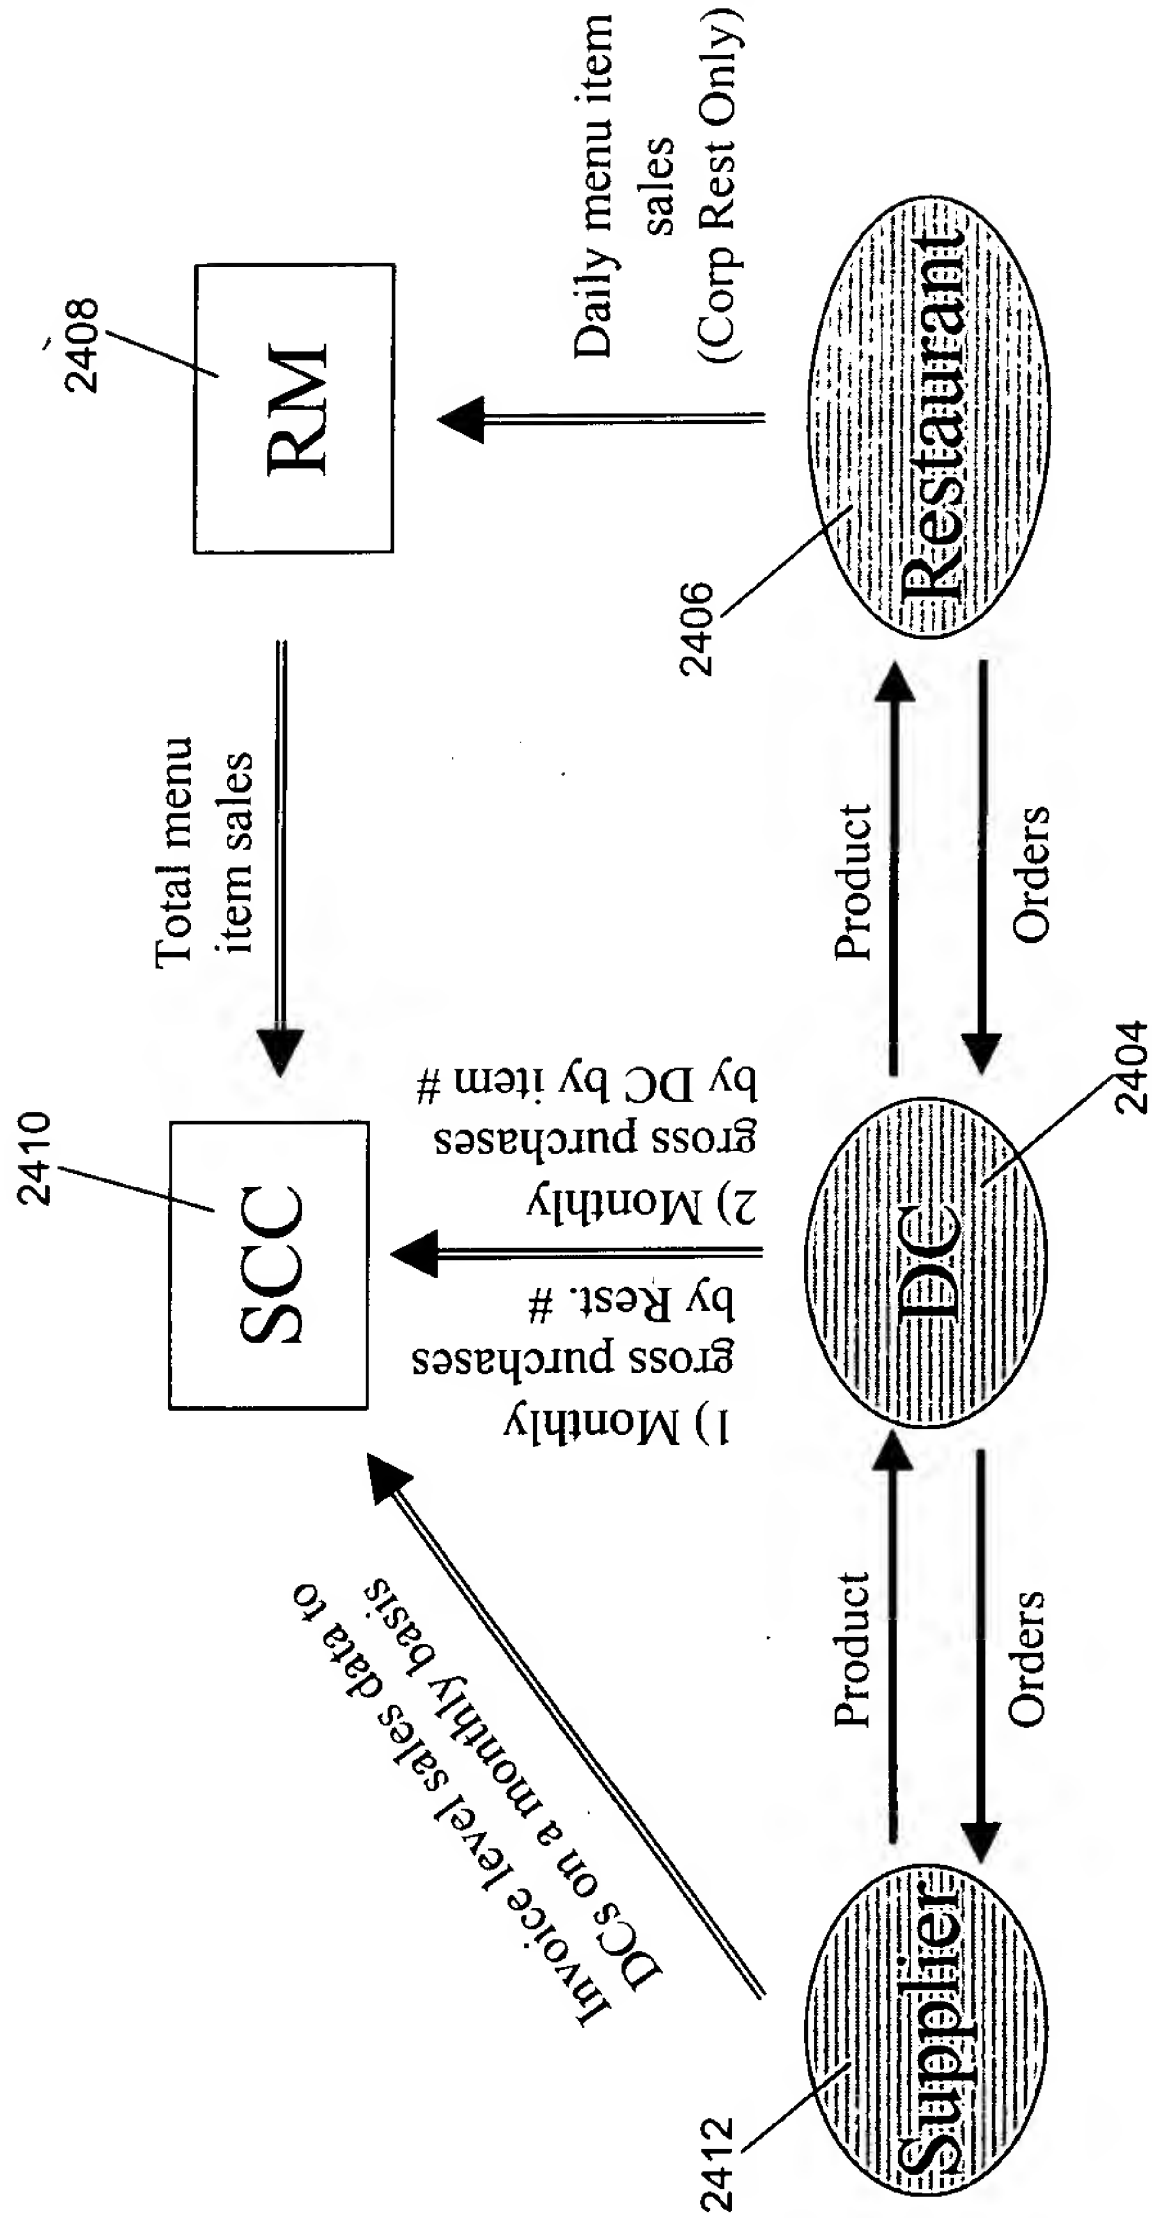 2410
SCC
Total menu
item sales
2408
RM
Invoice level sales data to
DCs on a monthly basis
1) Monthly
gross purchases
by Rest. #
2) Monthly
gross purchases
by DC by item #
Daily menu item
sales
(Corp Rest Only)
2412
Supplier
Product
Orders
DC
2404
Product
Orders
2406
Restaurant